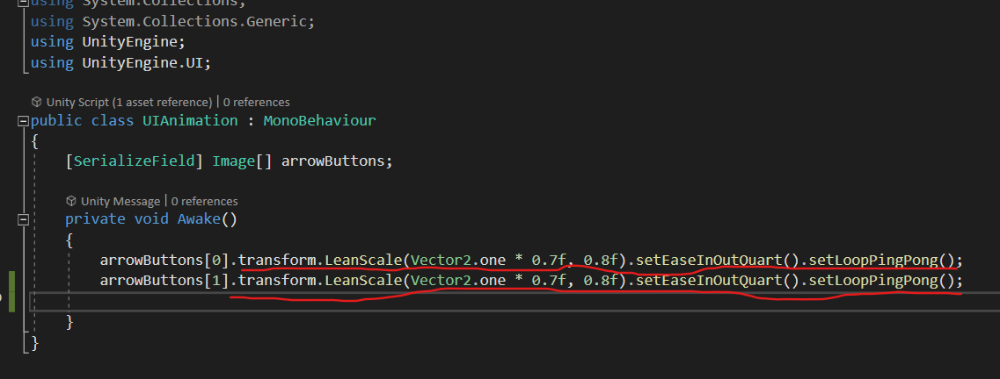 using System.Collections;
using System.Collections.Generic;
using UnityEngine;
using UnityEngine.UI;
Unity Script (1 asset reference) | 0 references
public class UIAnimation : MonoBehaviour
{
[SerializeField] Image[] arrowButtons;
Unity Message | 0 references
private void Awake()
{
arrowButtons[0].transform.LeanScale(Vector2.one * 0.7f, 0.8f).setEaseInOutQuart().setLoopPingPong();
arrowButtons[1].transform.LeanScale(Vector2.one * 0.7f, 0.8f).setEaseInOutQuart().setLoopPingPong();
}
}